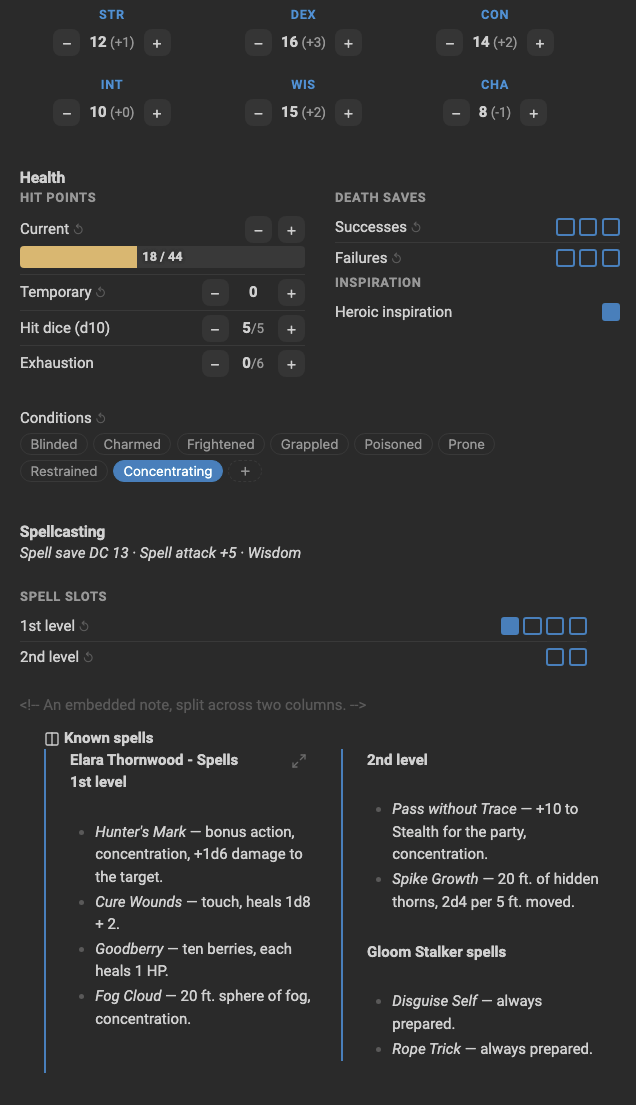 STR DEX CON
− 12 (+1) + − 16 (+3) + − 14 (+2) +
INT WIS CHA
− 10 (+0) + − 15 (+2) + − 8 (-1) +
Health
HIT POINTS
Current − +
18 / 44
Temporary − 0 +
Hit dice (d10) − 5/5 +
Exhaustion − 0/6 +
DEATH SAVES
Successes
Failures
INSPIRATION
Heroic inspiration
Conditions
Blinded Charmed Frightened Grappled Poisoned Prone
Restrained Concentrating +
Spellcasting
Spell save DC 13 · Spell attack +5 · Wisdom
SPELL SLOTS
1st level
2nd level
<!-- An embedded note, split across two columns. -->
Known spells
Elara Thornwood - Spells
1st level
Hunter's Mark — bonus action,
concentration, +1d6 damage to
the target.
Cure Wounds — touch, heals 1d8
+ 2.
Goodberry — ten berries, each
heals 1 HP.
Fog Cloud — 20 ft. sphere of fog,
concentration.
2nd level
Pass without Trace — +10 to
Stealth for the party,
concentration.
Spike Growth — 20 ft. of hidden
thorns, 2d4 per 5 ft. moved.
Gloom Stalker spells
Disguise Self — always
prepared.
Rope Trick — always prepared.